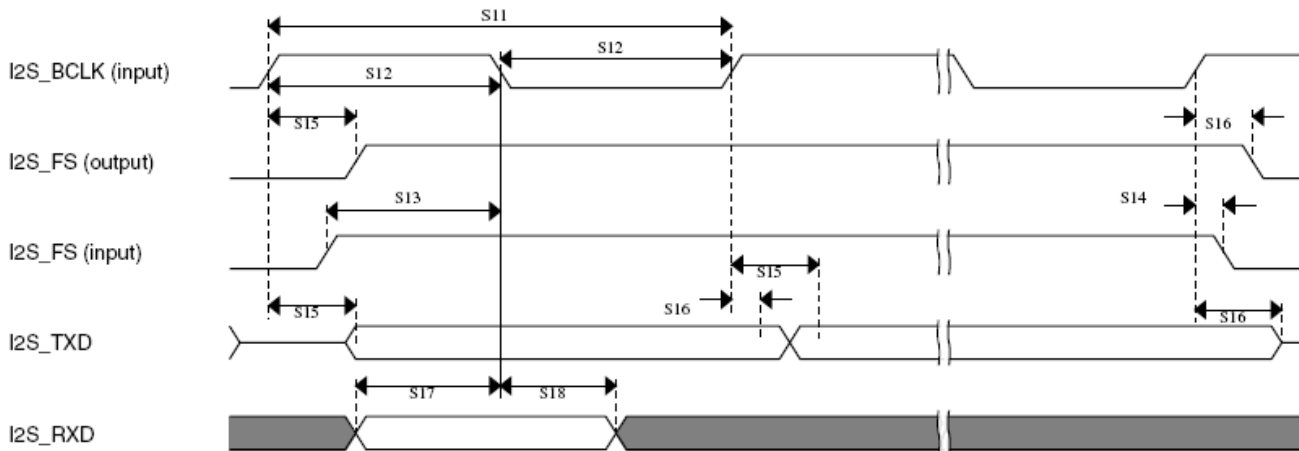 S11
S12
I2S_BCLK (input)
S12
S15
S16
I2S_FS (output)
S13
S14
I2S_FS (input)
S15
S15
S16
S16
I2S_TXD
S17
S18
I2S_RXD